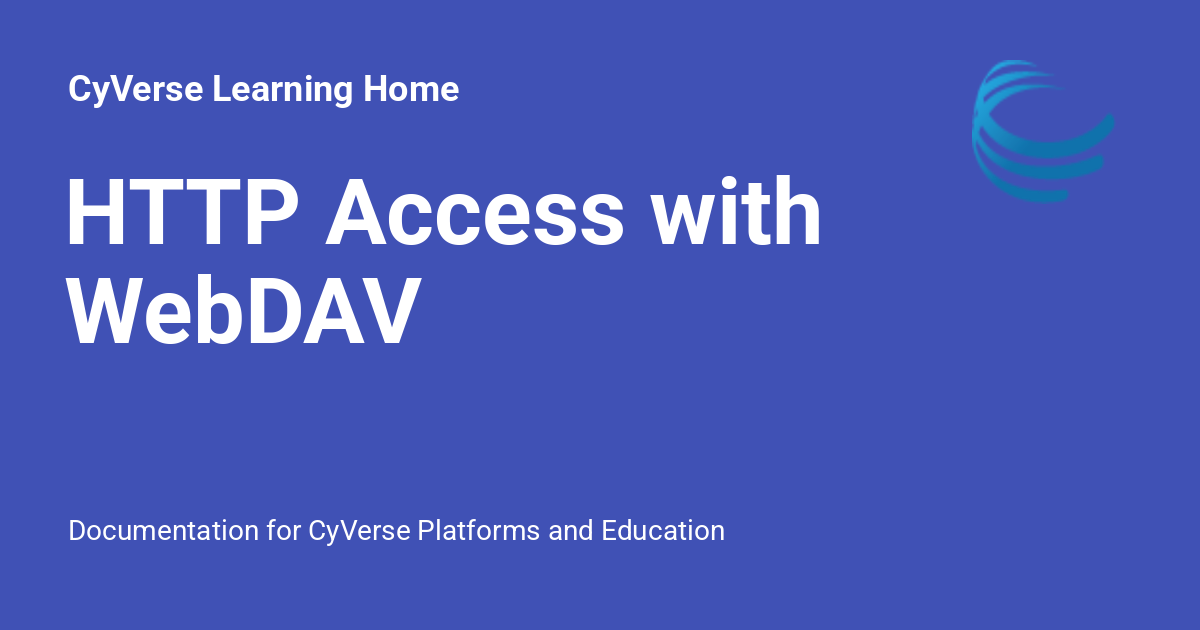 CyVerse Learning Home
HTTP Access with
WebDAV
Documentation for CyVerse Platforms and Education